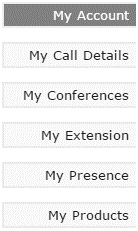 My Account
My Call Details
My Conferences
My Extension
My Presence
My Products